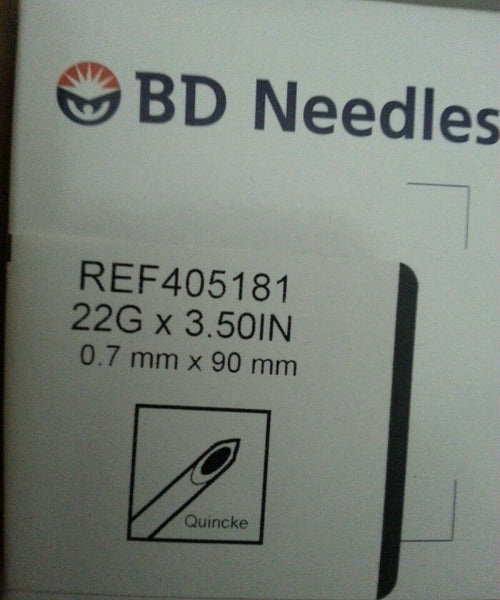 BD Needles
REF405181
22G x 3.50IN
0.7 mm x 90 mm
Quincke